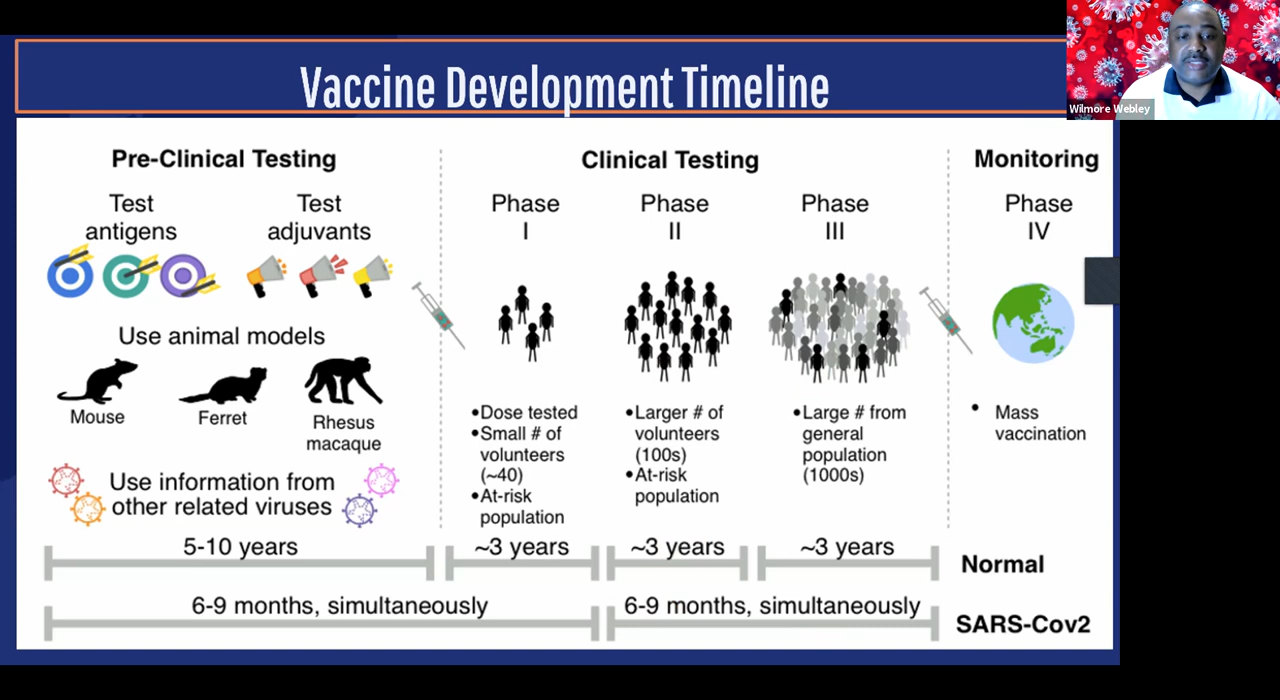 Vaccine Development Timeline
Wilmore Webley
Pre-Clinical Testing
Test
antigens
Test
adjuvants
Use animal models
Mouse
Ferret
Rhesus
macaque
Use information from
other related viruses
Clinical Testing
Phase
I
•Dose tested
•Small # of
volunteers
(~40)
•At-risk
population
Phase
II
•Larger # of
volunteers
(100s)
•At-risk
population
Phase
III
•Large # from
general
population
(1000s)
Monitoring
Phase
IV
• Mass
vaccination
5-10 years
~3 years
~3 years
~3 years
Normal
6-9 months, simultaneously
6-9 months, simultaneously
SARS-Cov2